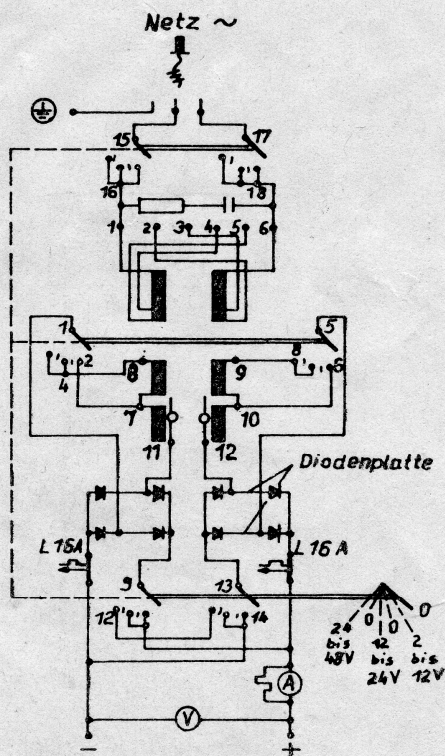 Netz ~
15 17
16 18
1 2 3 4 5 6
1 5
2 8 9 8 6
4
7 10
11 12
Diodenplatte
L 16A L 16 A
9 13
12 14
0
0 0
24 12 2
bis bis bis
48V 24V 12V
A
V
- +